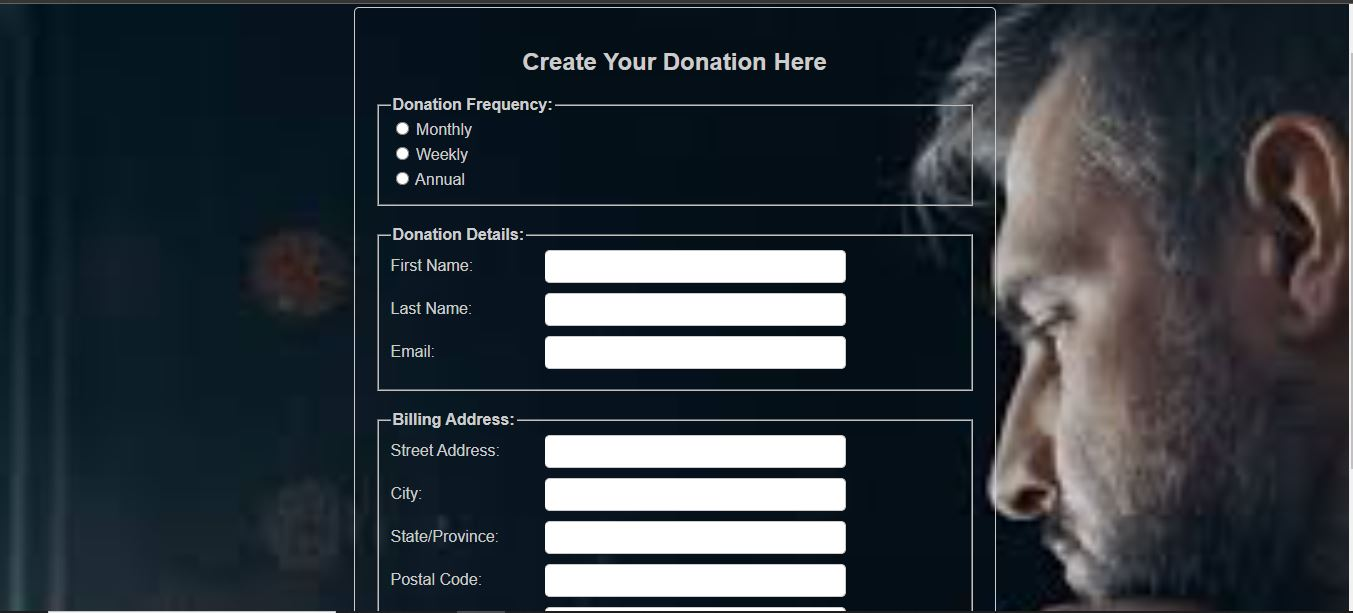 Create Your Donation Here
Donation Frequency:
Monthly
Weekly
Annual
Donation Details:
First Name:
Last Name:
Email:
Billing Address:
Street Address:
City:
State/Province:
Postal Code: